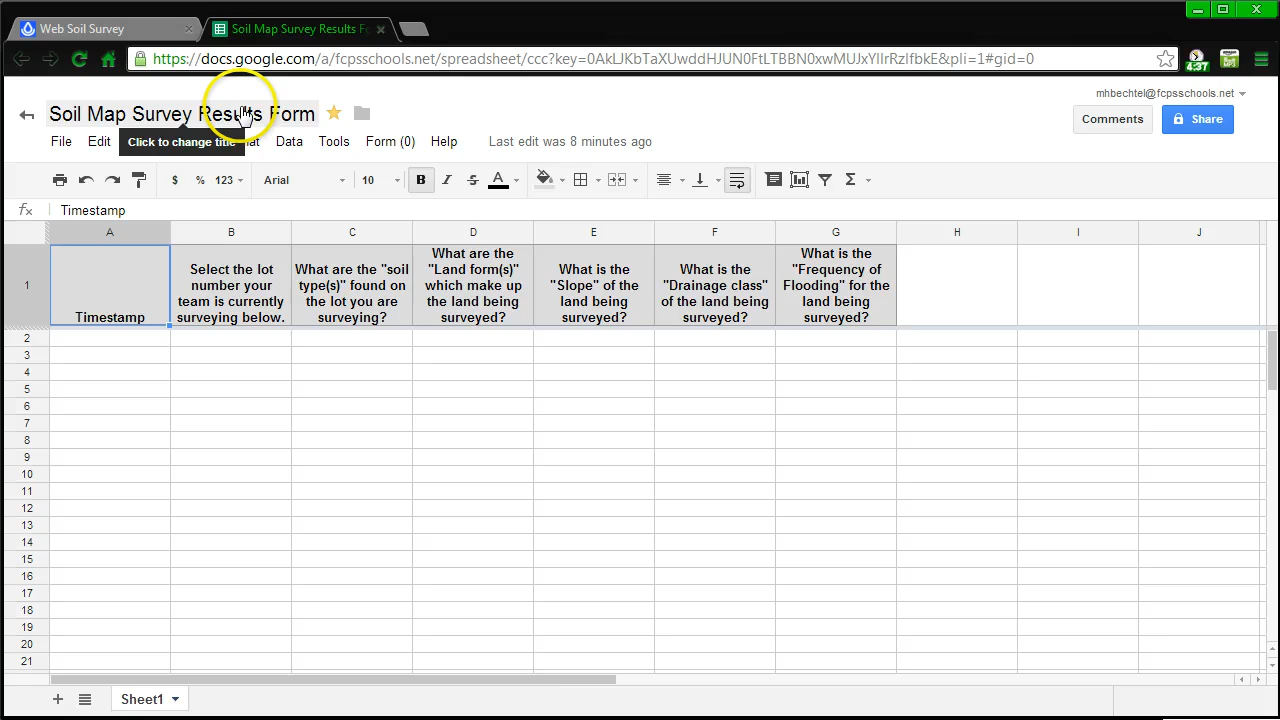 Web Soil Survey
Soil Map Survey Results Fo
https://docs.google.com/a/fcpsschools.net/spreadsheet/ccc?key=0AkLJKbTaXUwddHJUN0FtLTBBN0xwMUJxYllrRzlfbkE&pli=1#gid=0
4:37
mhbechtel@fcpsschools.net
Soil Map Survey Results Form
Comments
Share
File Edit Data Tools Form (0) Help Last edit was 8 minutes ago
Click to change title
$ % 123 Arial 10 B I S A Σ
fx Timestamp
A B C D E F G H I J
1
Timestamp
Select the lot
number your
team is currently
surveying below.
What are the "soil
type(s)" found on
the lot you are
surveying?
What are the
"Land form(s)"
which make up
the land being
surveyed?
What is the
"Slope" of the
land being
surveyed?
What is the
"Drainage class"
of the land being
surveyed?
What is the
"Frequency of
Flooding" for the
land being
surveyed?
2
3
4
5
6
7
8
9
10
11
12
13
14
15
16
17
18
19
20
21
Sheet1